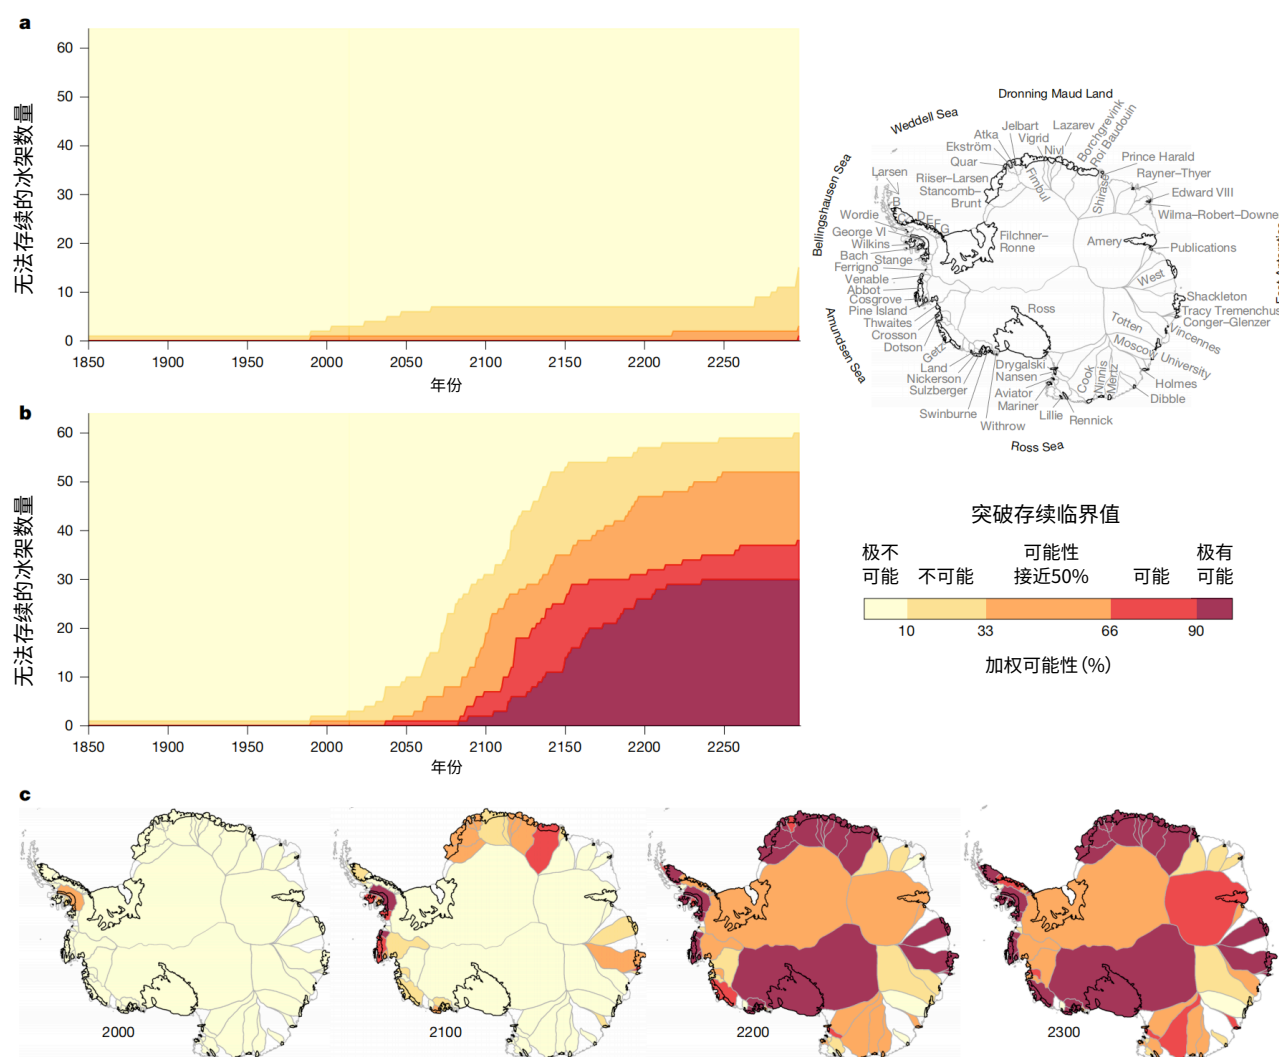 a
无法存续的冰架数量
60
50
40
30
20
10
0
1850
1900
1950
2000
2050
2100
2150
2200
2250
年份
Dronning Maud Land
Weddell Sea
Bellingshausen Sea
Amundsen Sea
Ross Sea
Jelbart
Lazarev
Atka
Vigrid
Ekström
Nivl
Borchgrevink
Roi Baudouin
Quar
Prince Harald
Larsen
Riiser–Larsen
Fimbul
Shirase
Rayner–Thyer
Stancomb–
Brunt
Edward VIII
B
D
E
F
G
Wordie
Wilma–Robert–Downe
George VI
Filchner–
Ronne
Amery
Publications
Wilkins
Bach
Stange
Ferrigno
Venable
West
Abbot
Cosgrove
Shackleton
Pine Island
Ross
Tracy Tremenchus
Thwaites
Totten
Conger–Glenzer
Crosson
Vincennes
Dotson
Moscow University
Getz
Land
Drygalski
Nickerson
Nansen
Cook
Ninnis
Mertz
Holmes
Sulzberger
Aviator
Dibble
Mariner
Swinburne
Lillie
Rennick
Withrow
b
无法存续的冰架数量
60
50
40
30
20
10
0
1850
1900
1950
2000
2050
2100
2150
2200
2250
年份
突破存续临界值
极不
可能
不可能
可能性
接近50%
可能
极有
可能
10
33
66
90
加权可能性(%)
c
2000
2100
2200
2300